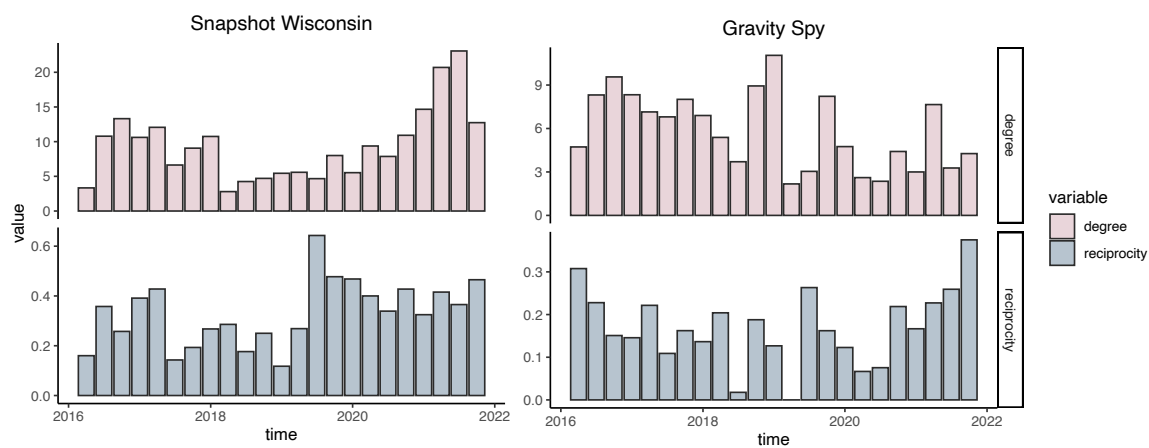 Snapshot Wisconsin
Gravity Spy
value
20
15
10
5
0
0.6
0.4
0.2
0.0
2016
2018
2020
2022
time
9
6
3
0
0.3
0.2
0.1
0.0
2016
2018
2020
2022
time
degree
reciprocity
variable
degree
reciprocity